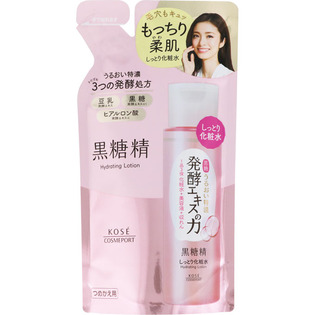 毛穴もキュッ
もっちり
柔肌
しっとり化粧水
うるおい特濃
3つの発酵処方
豆乳
黒糖
ヒアルロン酸
しっとり
化粧水
黒糖精
Hydrating Lotion
発酵エキスの力
黒糖精
しっとり化粧水
Hydrating Lotion
KOSÉ
COSMEPORT
KOSÉ
つめかえ用